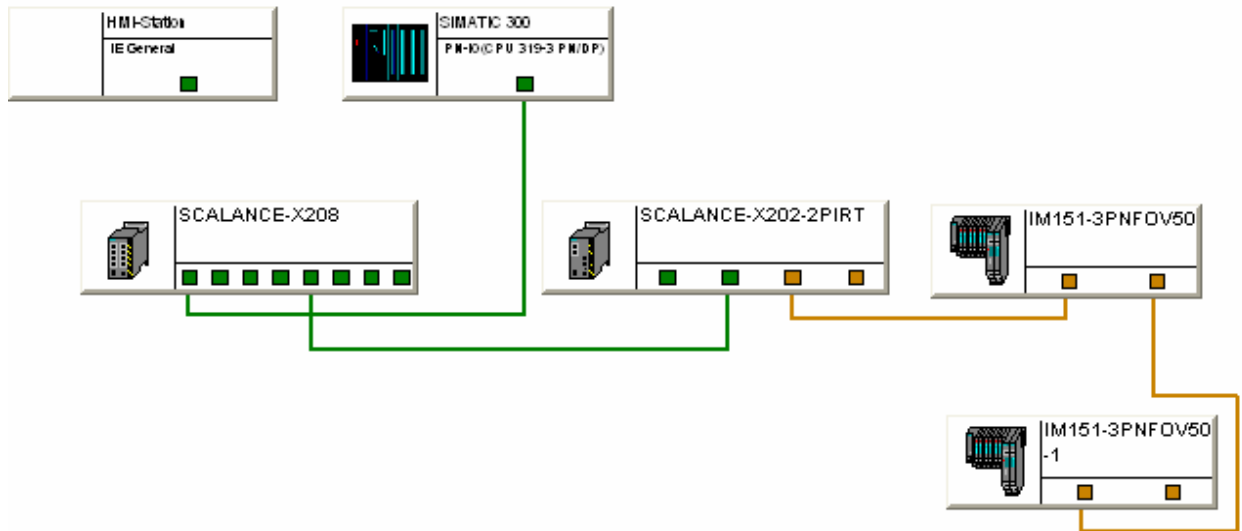 HMI-Station
IE General
SIMATIC 300
PN-IO(CPU 319-3 PN/DP)
SCALANCE-X208
SCALANCE-X202-2PIRT
IM151-3PNFOV50
IM151-3PNFOV50
-1